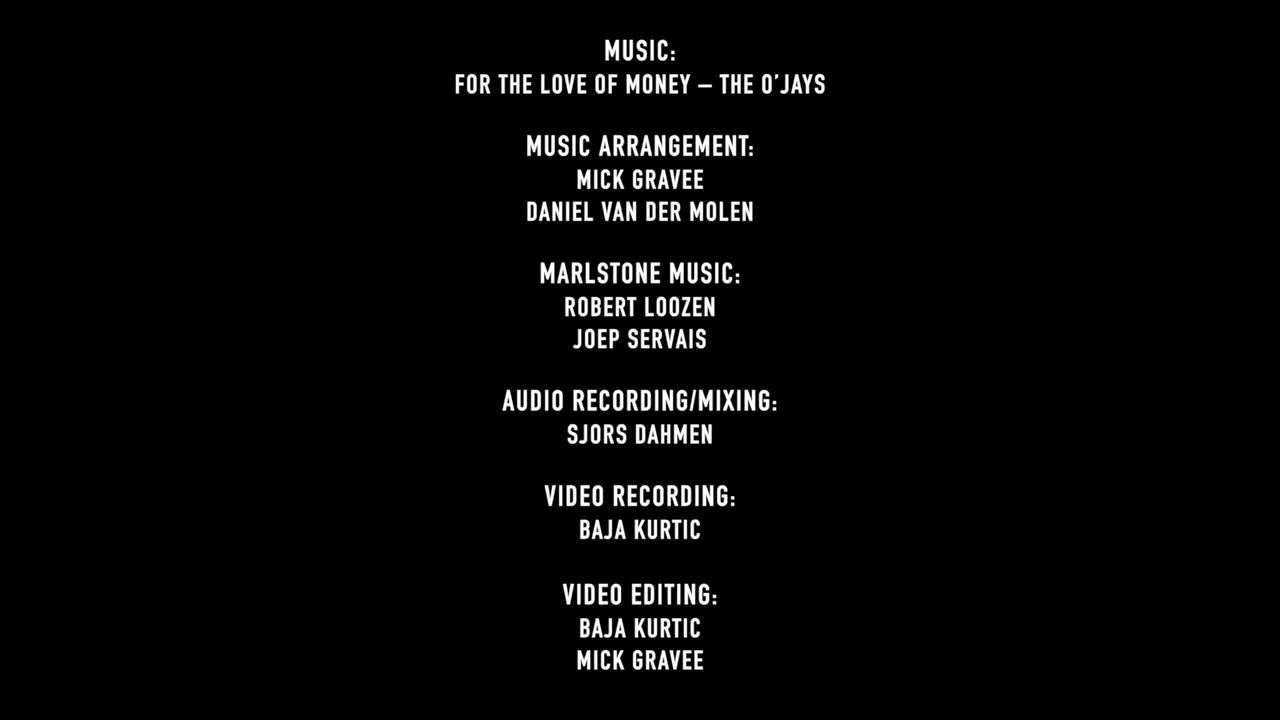 MUSIC:
FOR THE LOVE OF MONEY – THE O’JAYS
MUSIC ARRANGEMENT:
MICK GRAVEE
DANIEL VAN DER MOLEN
MARLSTONE MUSIC:
ROBERT LOOZEN
JOEP SERVAIS
AUDIO RECORDING/MIXING:
SJORS DAHMEN
VIDEO RECORDING:
BAJA KURTIC
VIDEO EDITING:
BAJA KURTIC
MICK GRAVEE